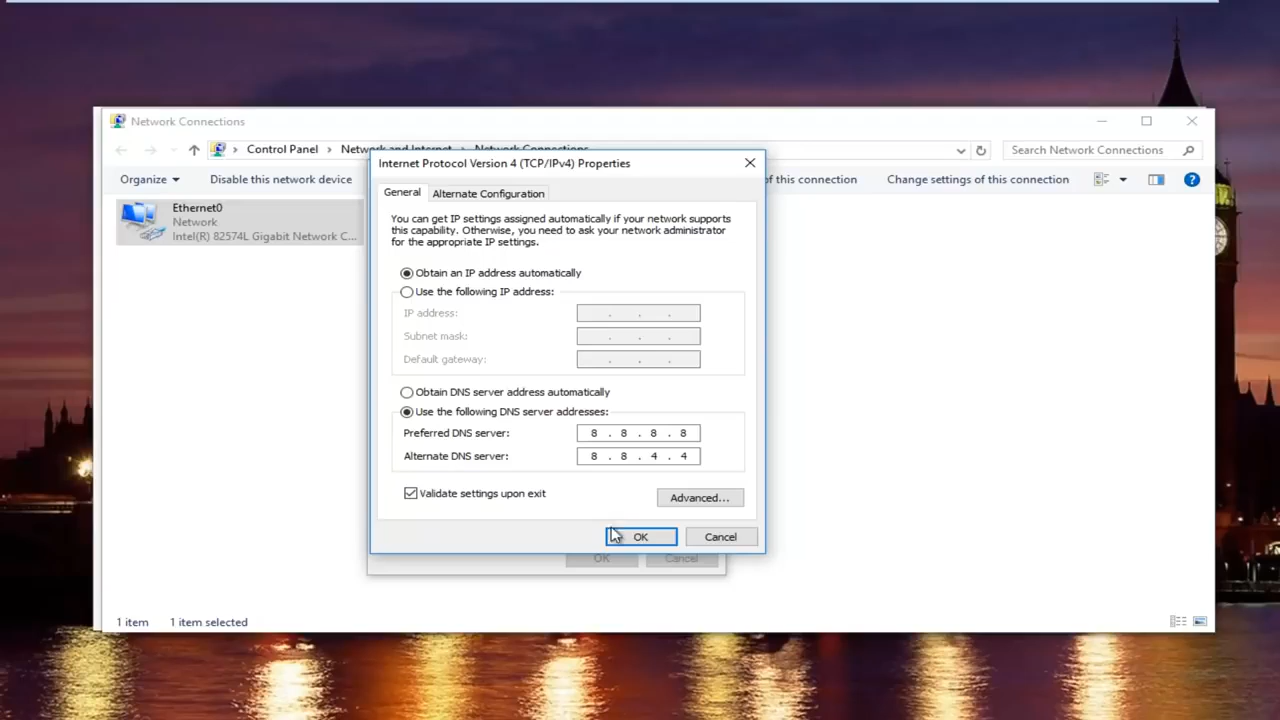 Network Connections
Control Panel > Network and Internet > Network Connections
Search Network Connections
Organize
Disable this network device
of this connection
Change settings of this connection
Ethernet0
Network
Intel(R) 82574L Gigabit Network C...
Internet Protocol Version 4 (TCP/IPv4) Properties
General
Alternate Configuration
You can get IP settings assigned automatically if your network supports
this capability. Otherwise, you need to ask your network administrator
for the appropriate IP settings.
Obtain an IP address automatically
Use the following IP address:
IP address:
. . .
Subnet mask:
. . .
Default gateway:
. . .
Obtain DNS server address automatically
Use the following DNS server addresses:
Preferred DNS server:
8 . 8 . 8 . 8
Alternate DNS server:
8 . 8 . 4 . 4
Validate settings upon exit
Advanced...
OK
Cancel
OK
Cancel
1 item
1 item selected